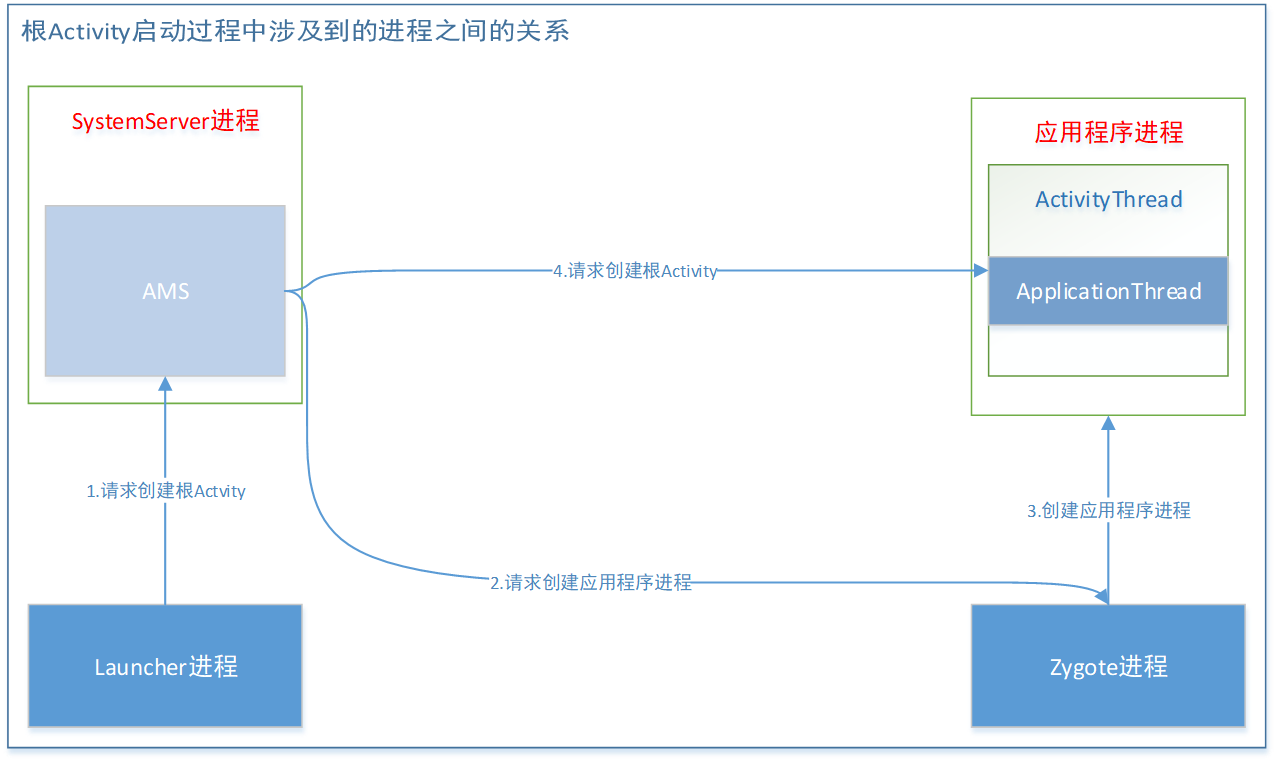 根Activity启动过程中涉及到的进程之间的关系
SystemServer进程
应用程序进程
ActivityThread
AMS
4.请求创建根Activity
ApplicationThread
1.请求创建根Actvity
3.创建应用程序进程
2.请求创建应用程序进程
Launcher进程
Zygote进程